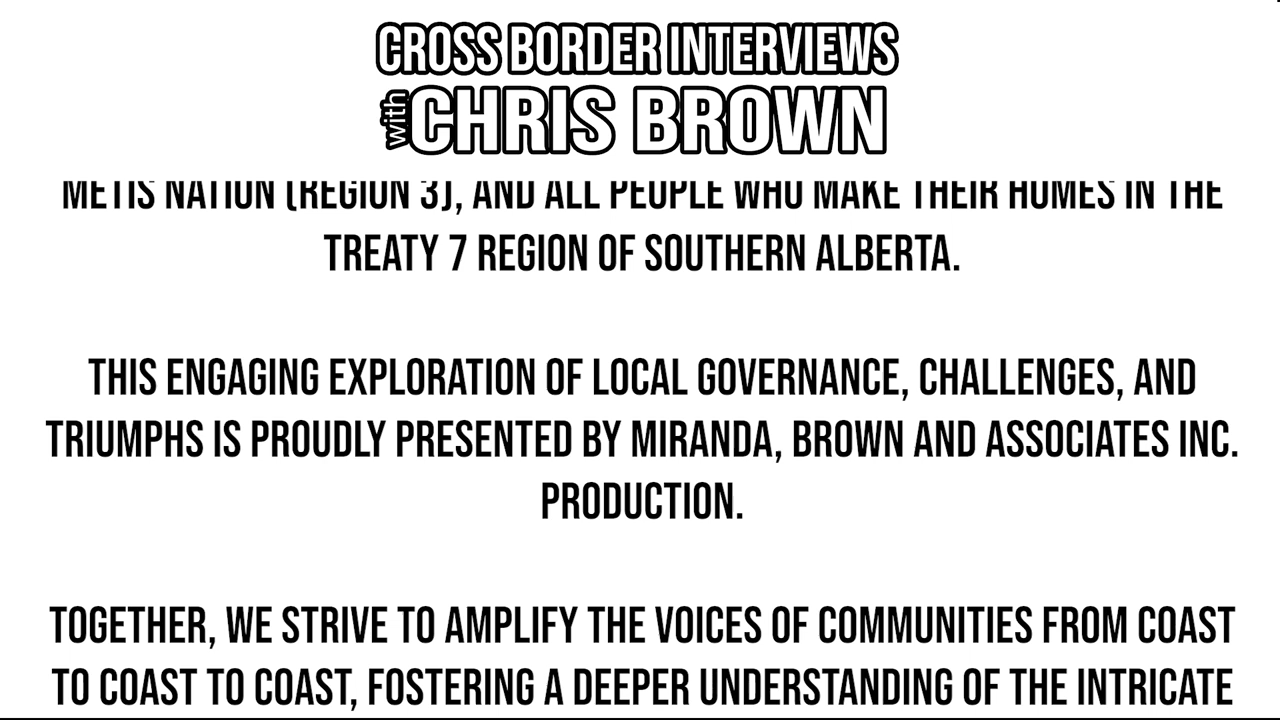 CROSS BORDER INTERVIEWS
with CHRIS BROWN
METIS NATION (REGION 3), AND ALL PEOPLE WHO MAKE THEIR HOMES IN THE
TREATY 7 REGION OF SOUTHERN ALBERTA.
THIS ENGAGING EXPLORATION OF LOCAL GOVERNANCE, CHALLENGES, AND
TRIUMPHS IS PROUDLY PRESENTED BY MIRANDA, BROWN AND ASSOCIATES INC.
PRODUCTION.
TOGETHER, WE STRIVE TO AMPLIFY THE VOICES OF COMMUNITIES FROM COAST
TO COAST TO COAST, FOSTERING A DEEPER UNDERSTANDING OF THE INTRICATE